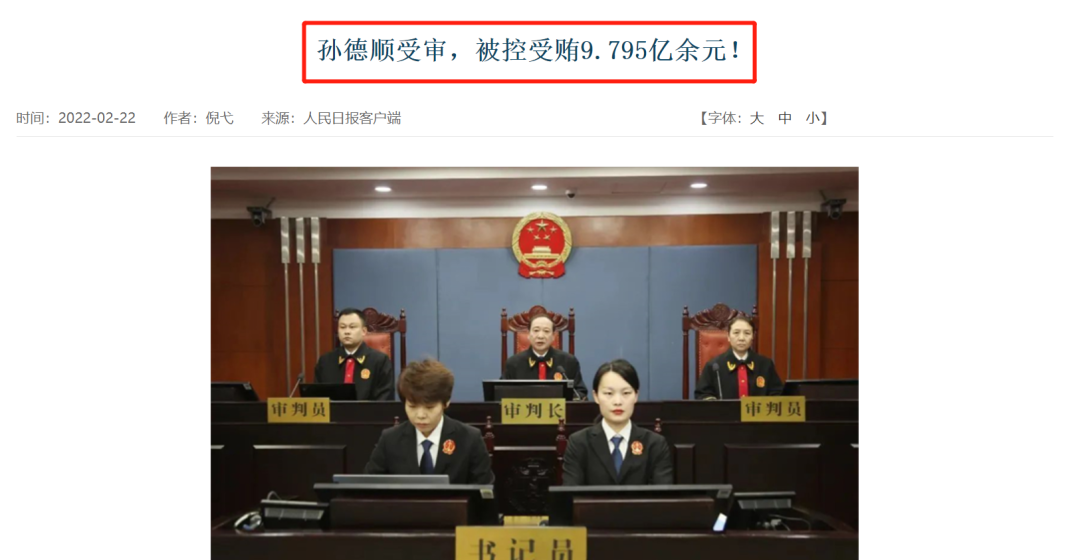 孙德顺受审，被控受贿9.795亿余元！
时间：2022-02-22 作者：倪弋 来源：人民日报客户端 【字体：大 中 小】
审判员 审判长 审判员
书记员